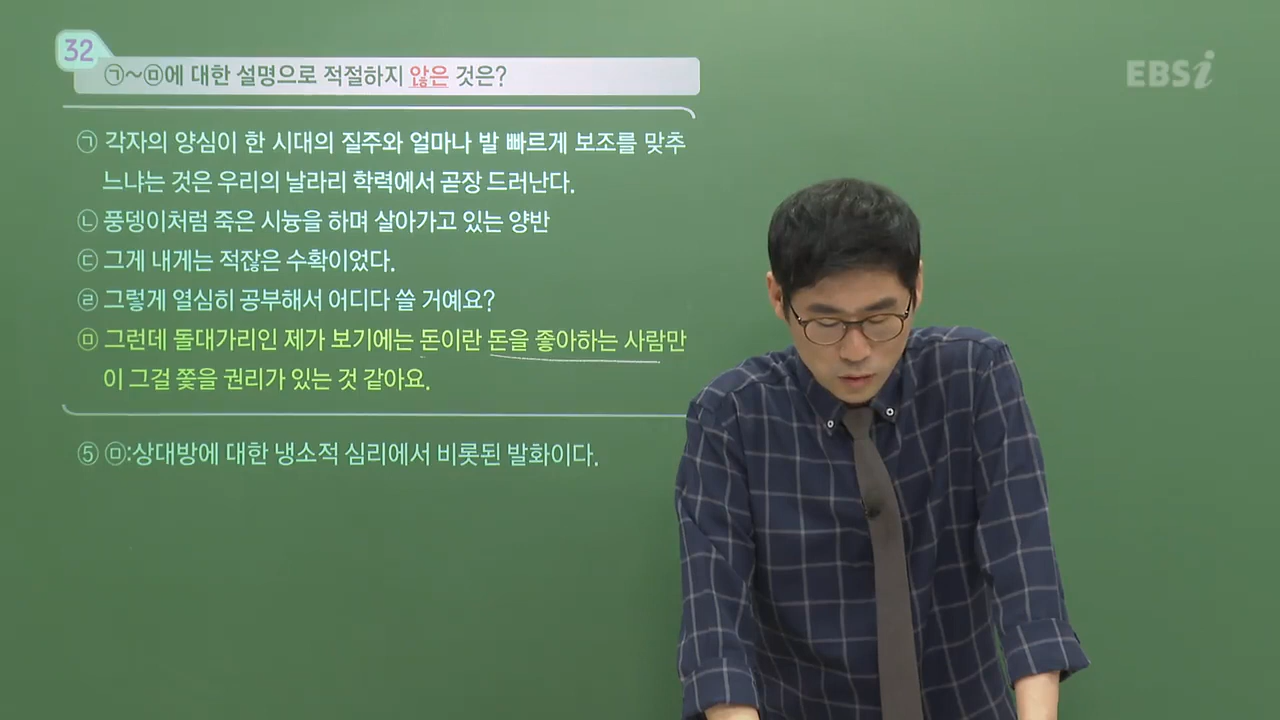 32
㉠~㉤에 대한 설명으로 적절하지 않은 것은?
EBSi
㉠ 각자의 양심이 한 시대의 질주와 얼마나 발 빠르게 보조를 맞추
느냐는 것은 우리의 날라리 학력에서 곧장 드러난다.
㉡ 풍뎅이처럼 죽은 시늉을 하며 살아가고 있는 양반
㉢ 그게 내게는 적잖은 수확이었다.
㉣ 그렇게 열심히 공부해서 어디다 쓸 거예요?
㉤ 그런데 돌대가리인 제가 보기에는 돈이란 돈을 좋아하는 사람만
이 그걸 쫓을 권리가 있는 것 같아요.
⑤ ㉤:상대방에 대한 냉소적 심리에서 비롯된 발화이다.